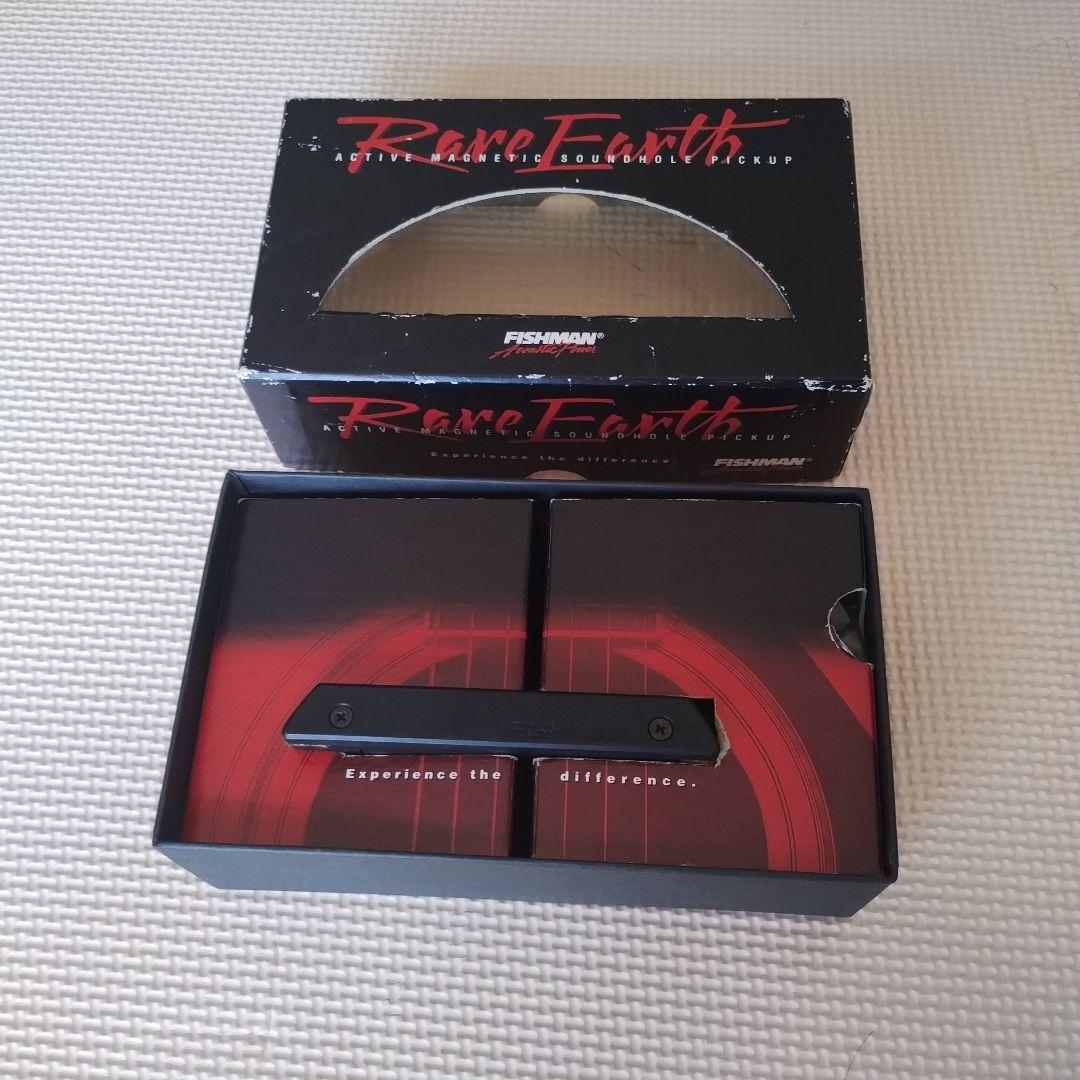 Rare Earth™
ACTIVE MAGNETIC SOUNDHOLE PICKUP
FISHMAN®
Acoustic Power
Rare Earth
ACTIVE MAGNETIC SOUNDHOLE PICKUP
Experience the difference.
FISHMAN®
FISHMAN
Experience the difference.